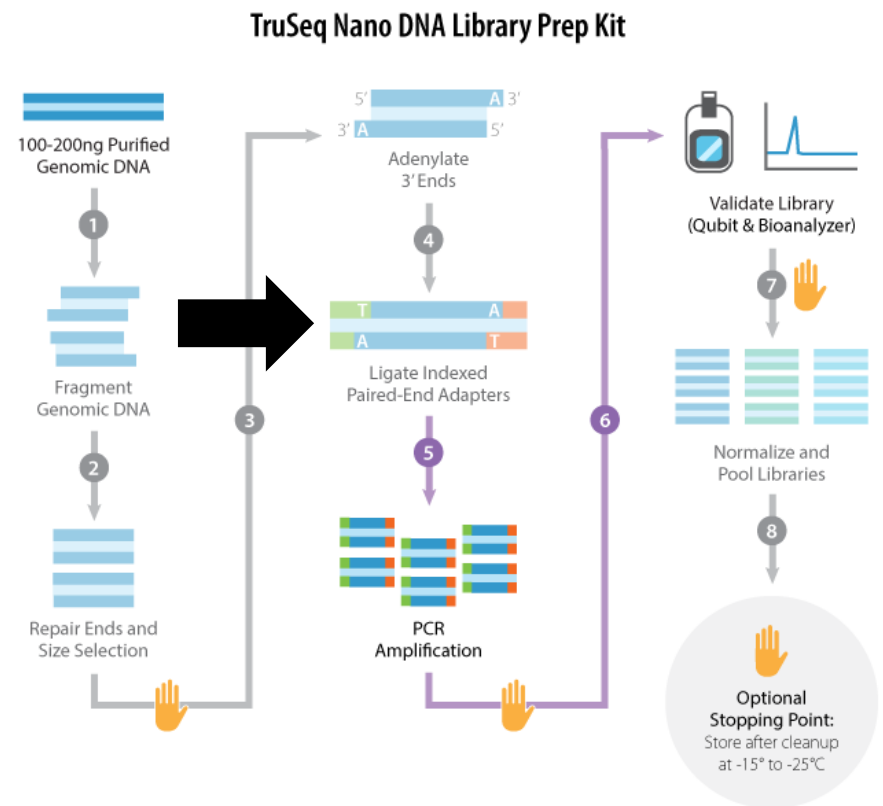 TruSeq Nano DNA Library Prep Kit
100-200ng Purified
Genomic DNA
1
Fragment
Genomic DNA
2
Repair Ends and
Size Selection
3
5’ A 3’
3’ A 5’
Adenylate
3’ Ends
4
T A
A T
Ligate Indexed
Paired-End Adapters
5
PCR
Amplification
6
Validate Library
(Qubit & Bioanalyzer)
7
Normalize and
Pool Libraries
8
Optional
Stopping Point:
Store after cleanup
at -15° to -25°C